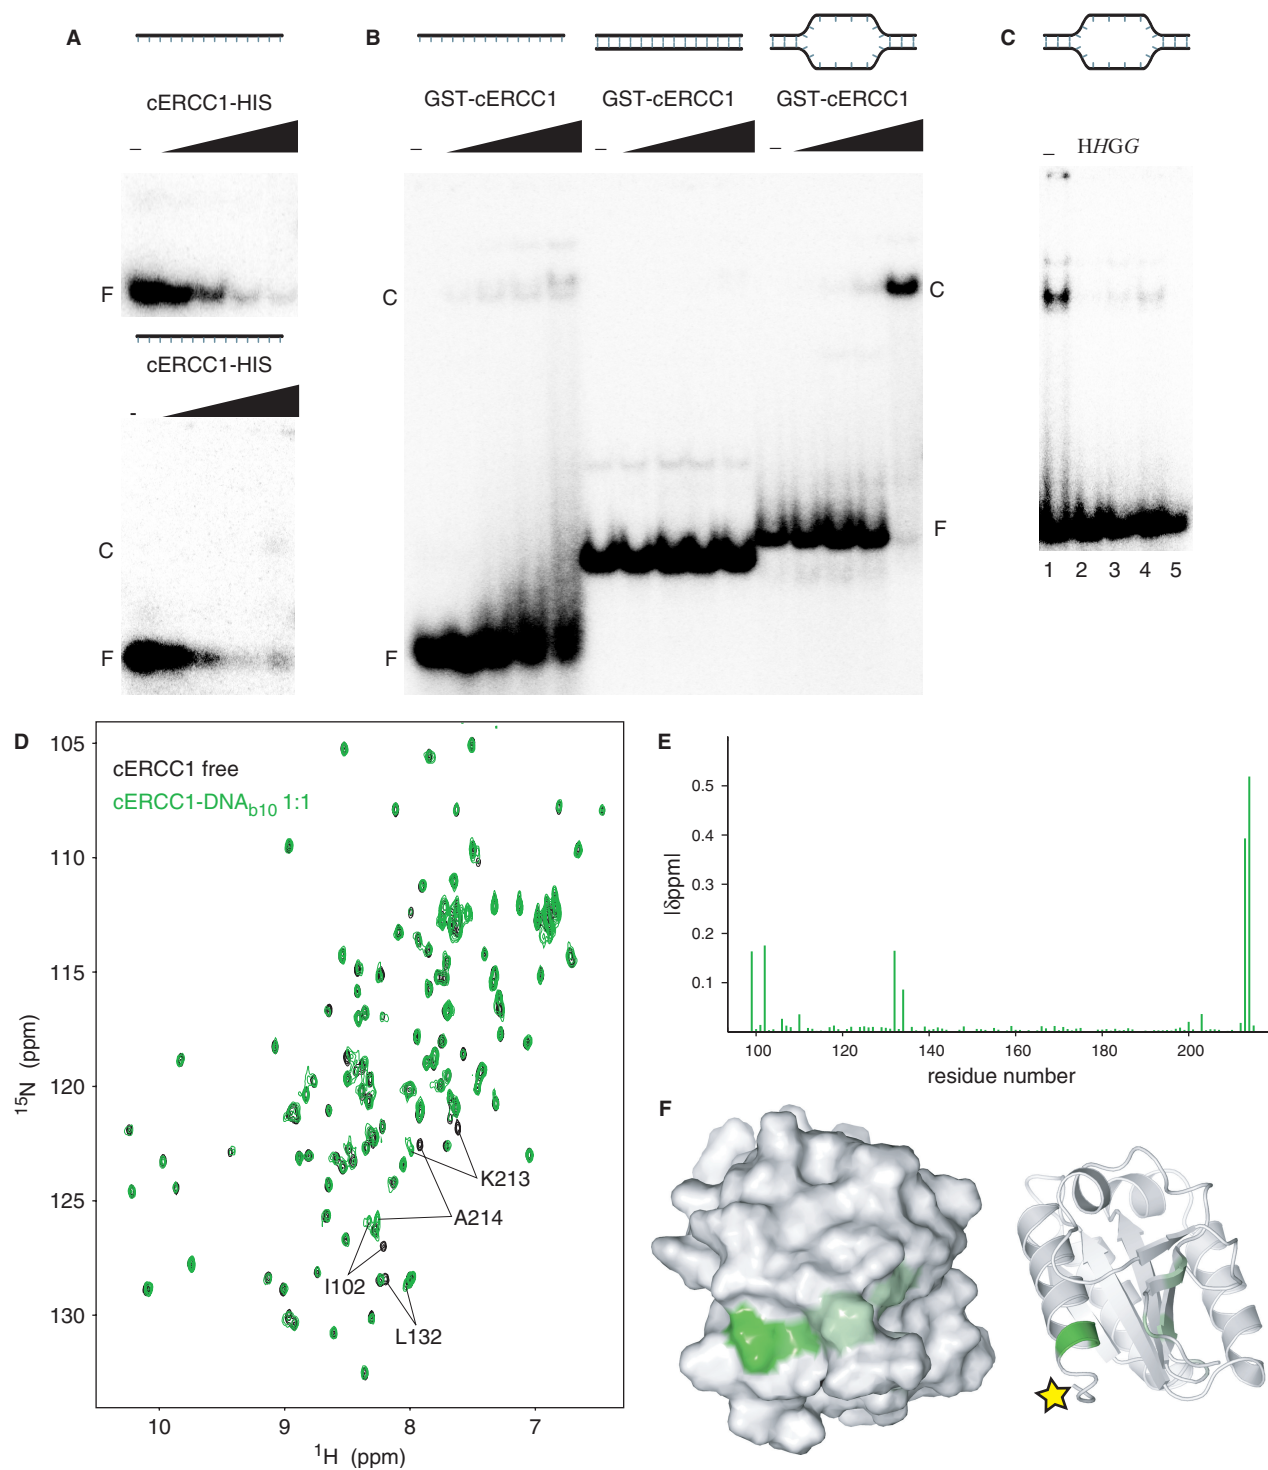 A
cERCC1-HIS
–
F
cERCC1-HIS
-
C
F
B
GST-cERCC1
GST-cERCC1
GST-cERCC1
–
–
–
C
F
C
F
C
–
HHGG
1 2 3 4 5
D
cERCC1 free
cERCC1-DNAb10 1:1
105
110
115
120
125
130
15N (ppm)
K213
A214
I102
L132
10 9 8 7
1H (ppm)
E
0.5
0.4
0.3
0.2
0.1
|δppm|
100 120 140 160 180 200
residue number
F